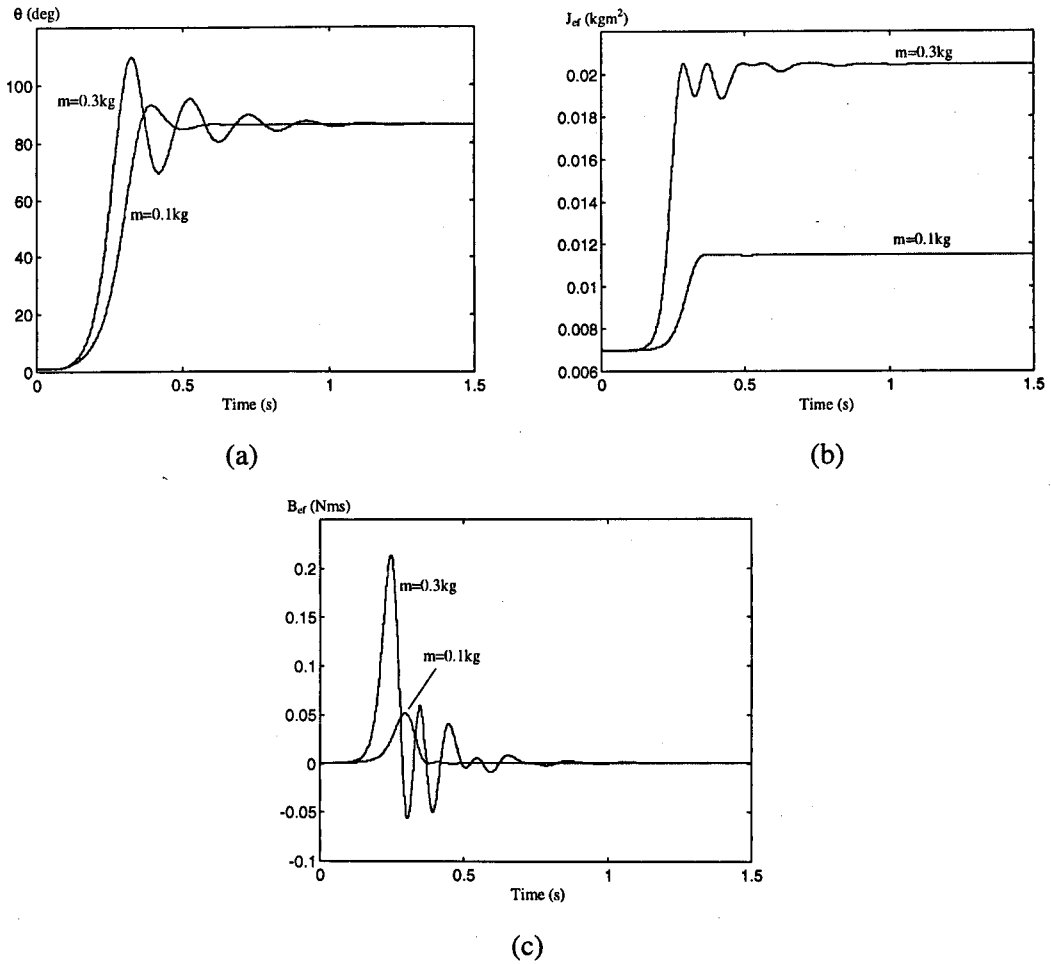 θ (deg)
100
80
60
40
20
0
m=0.3kg
m=0.1kg
0 0.5 1 1.5
Time (s)
(a)
J_ef (kgm²)
0.02
0.018
0.016
0.014
0.012
0.01
0.008
0.006
m=0.3kg
m=0.1kg
0 0.5 1 1.5
Time (s)
(b)
B_ef (Nms)
0.2
0.15
0.1
0.05
0
-0.05
-0.1
m=0.3kg
m=0.1kg
0 0.5 1 1.5
Time (s)
(c)